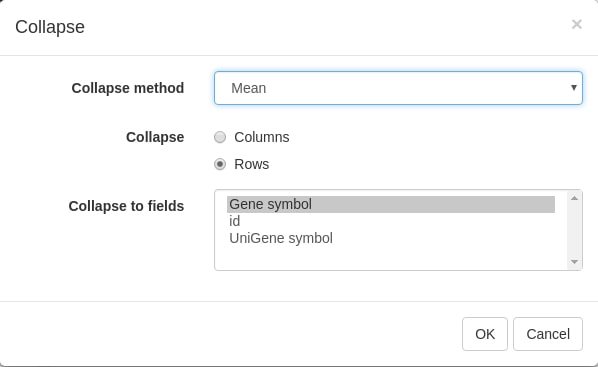 Collapse
×
Collapse method
Mean
Collapse
Columns
Rows
Collapse to fields
Gene symbol
id
UniGene symbol
OK
Cancel